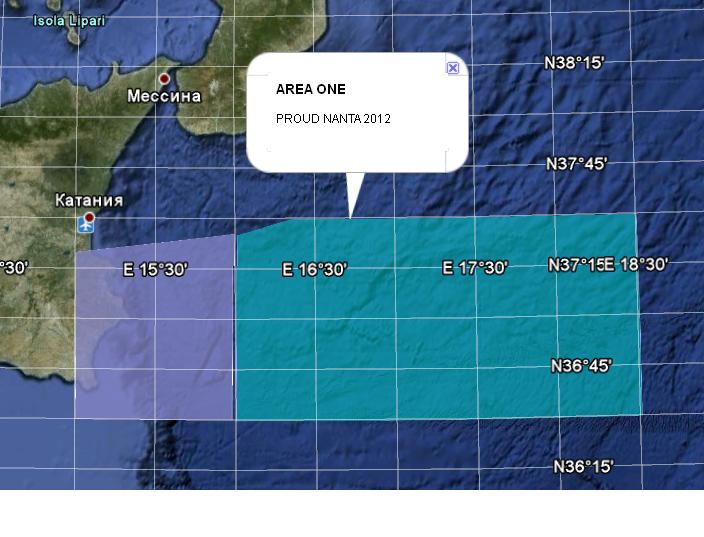 Isola Lipari
N38°15'
Мессина
AREA ONE
PROUD NANTA 2012
N37°45'
Катания
°30'
E 15°30'
E 16°30'
E 17°30'
N37°15
E 18°30'
N36°45'
N36°15'